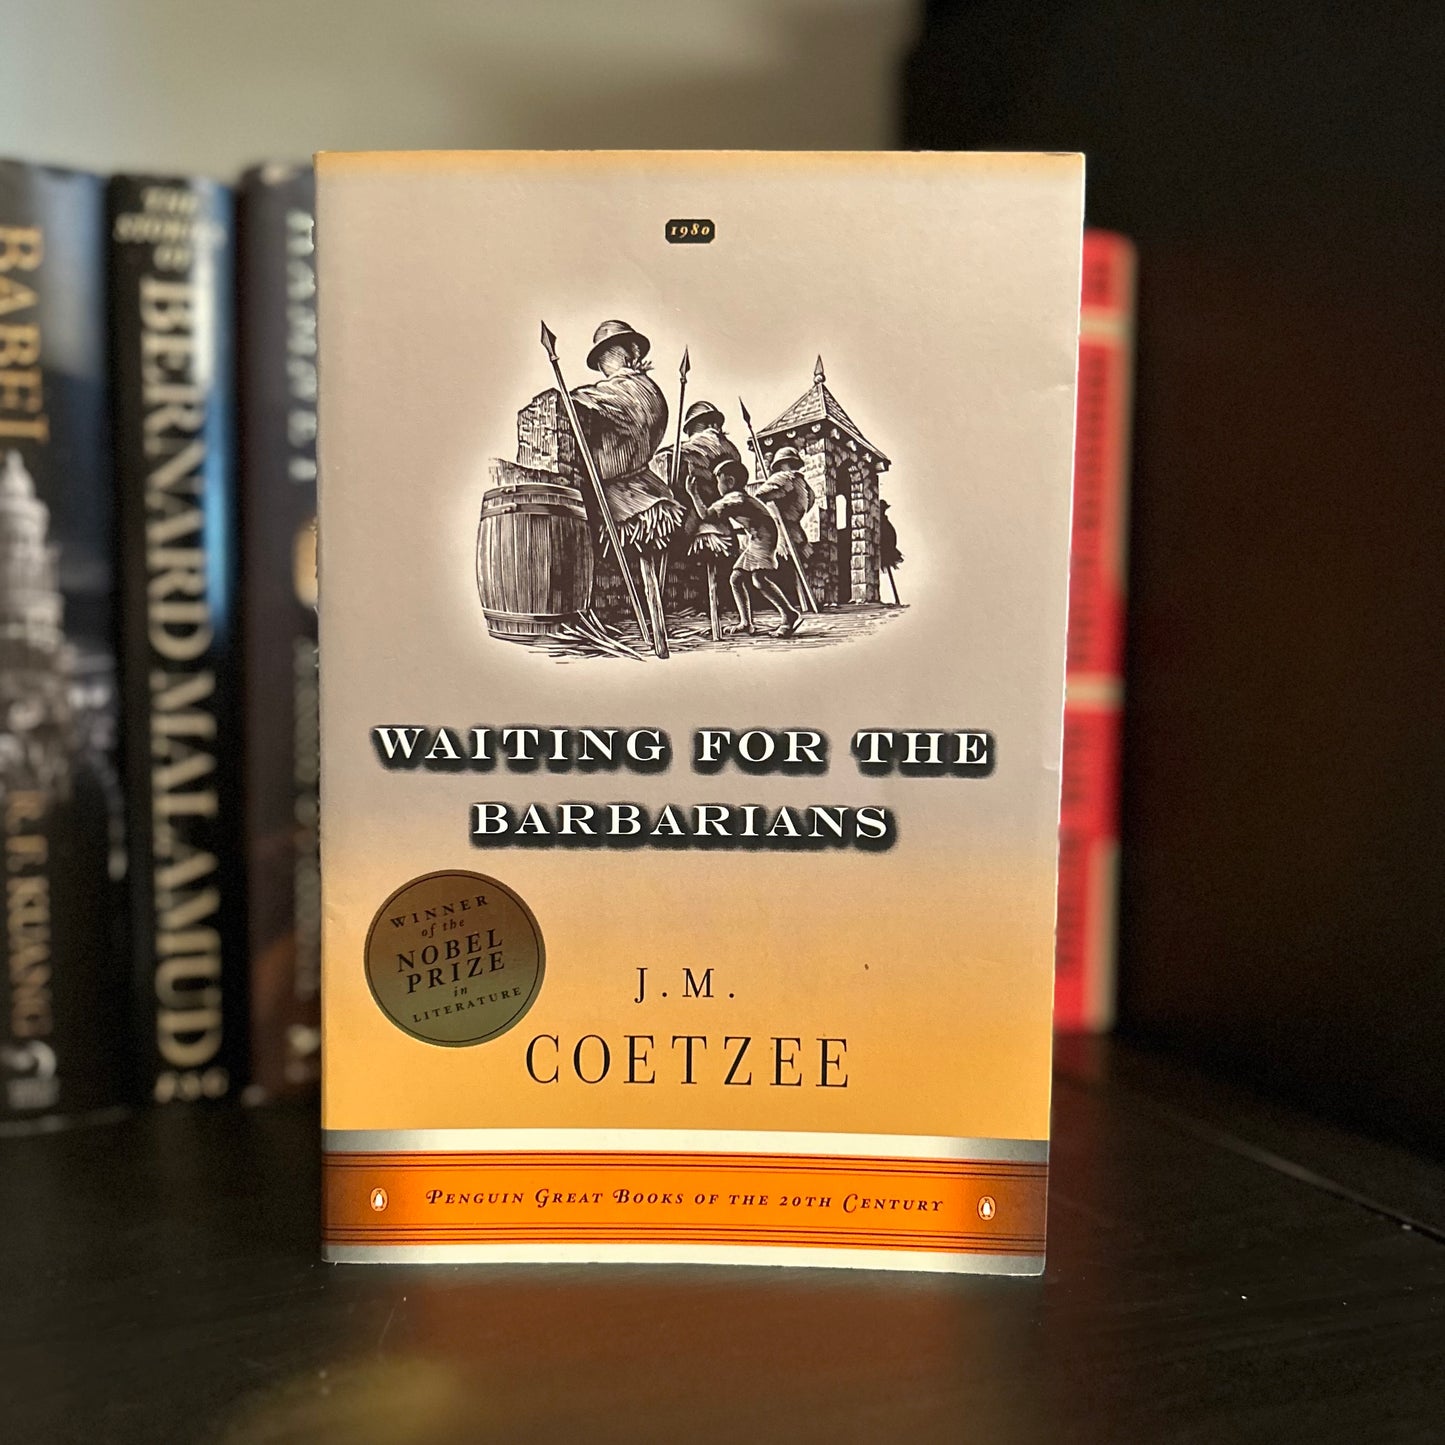 1980
WAITING FOR THE
BARBARIANS
WINNER
of the
NOBEL
PRIZE
in
LITERATURE
J. M.
COETZEE
PENGUIN GREAT BOOKS OF THE 20TH CENTURY
BABEL
R. F. KUANG
BERNARD MALAMUD
HAMNET